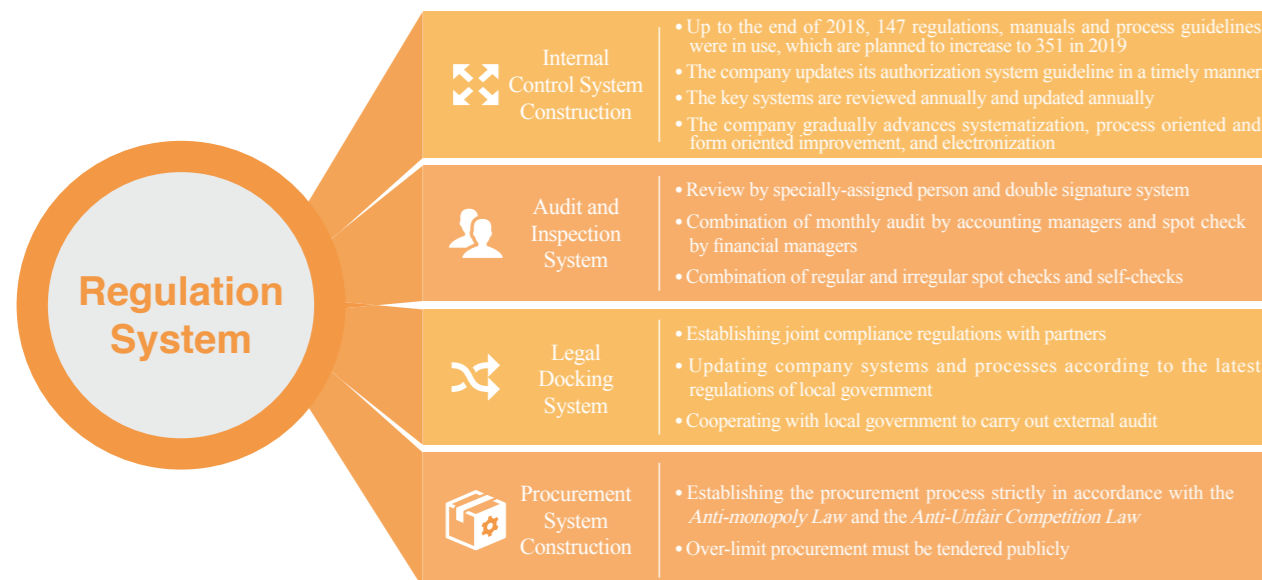 Regulation
System
Internal
Control System
Construction
• Up to the end of 2018, 147 regulations, manuals and process guidelines
were in use, which are planned to increase to 351 in 2019
• The company updates its authorization system guideline in a timely manner
• The key systems are reviewed annually and updated annually
• The company gradually advances systematization, process oriented and
form oriented improvement, and electronization
Audit and
Inspection
System
• Review by specially-assigned person and double signature system
• Combination of monthly audit by accounting managers and spot check
by financial managers
• Combination of regular and irregular spot checks and self-checks
Legal
Docking
System
• Establishing joint compliance regulations with partners
• Updating company systems and processes according to the latest
regulations of local government
• Cooperating with local government to carry out external audit
Procurement
System
Construction
• Establishing the procurement process strictly in accordance with the
Anti-monopoly Law and the Anti-Unfair Competition Law
• Over-limit procurement must be tendered publicly